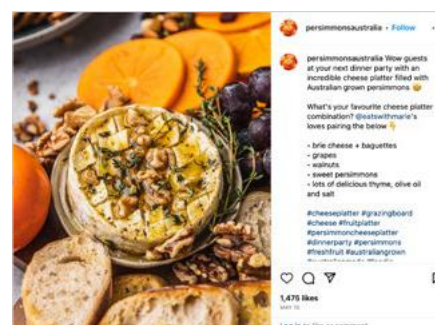 persimmonsaustralia • Follow
persimmonsaustralia Wow guests
at your next dinner party with an
incredible cheese platter filled with
Australian grown persimmons
What's your favourite cheese platter
combination? @eatswithmarie's
loves pairing the below
- brie cheese + baguettes
- grapes
- walnuts
- sweet persimmons
- lots of delicious thyme, olive oil
and salt
#cheeseplatter #grazingboard
#cheese #fruitplatter
#persimmoncheeseplatter
#dinnerparty #persimmons
#freshfruit #australiangrown
1,475 likes